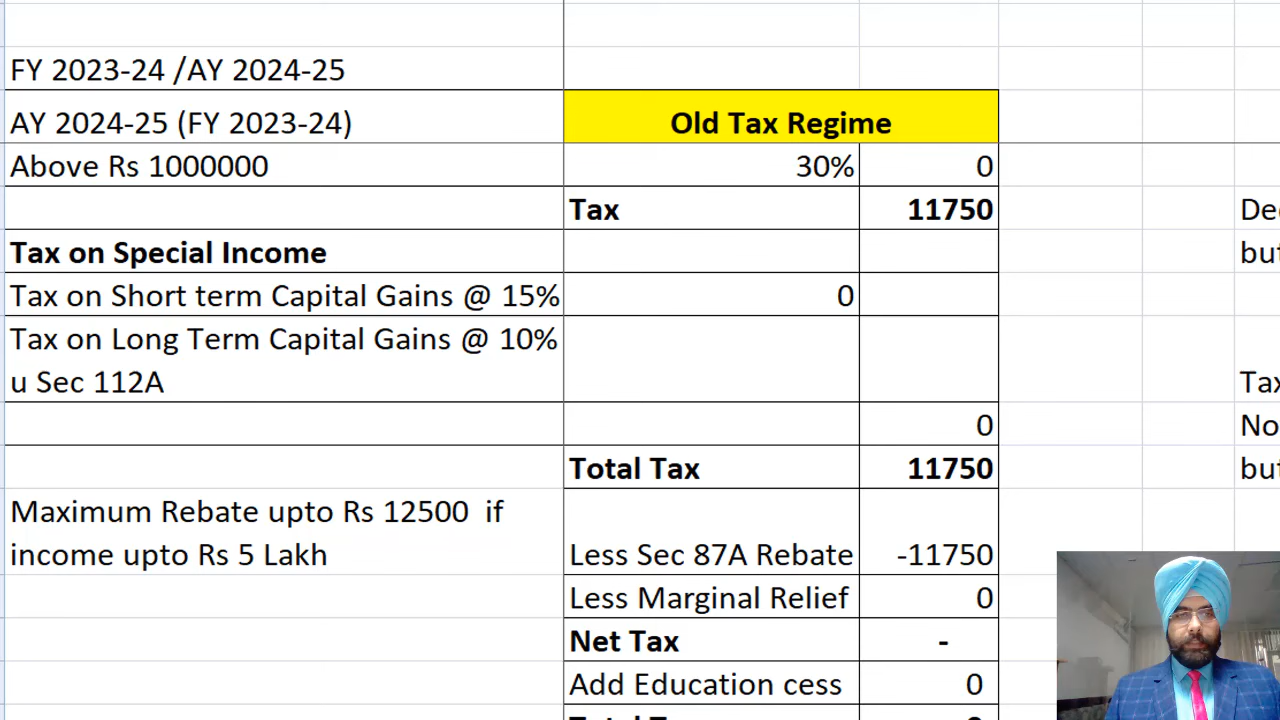 FY 2023-24 /AY 2024-25
AY 2024-25 (FY 2023-24) Old Tax Regime
Above Rs 1000000 30% 0
Tax 11750
Tax on Special Income
Tax on Short term Capital Gains @ 15% 0
Tax on Long Term Capital Gains @ 10%
u Sec 112A
0
Total Tax 11750
Maximum Rebate upto Rs 12500 if
income upto Rs 5 Lakh Less Sec 87A Rebate -11750
Less Marginal Relief 0
Net Tax -
Add Education cess 0